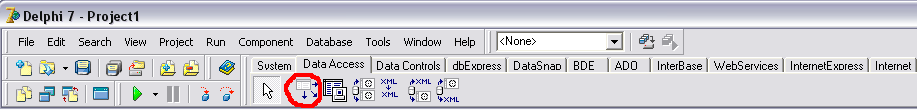 Delphi 7 - Project1
File Edit Search View Project Run Component Database Tools Window Help <None>
System Data Access Data Controls dbExpress DataSnap BDE ADO InterBase WebServices InternetExpress Internet
XML XML
XML XML